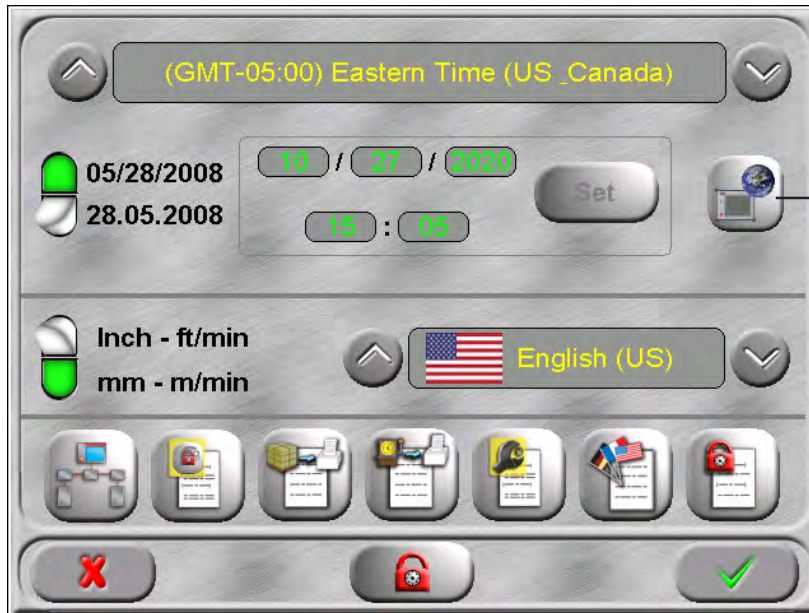 (GMT-05:00) Eastern Time (US _Canada)
05/28/2008
28.05.2008
10 / 27 / 2020
15 : 05
Set
Inch - ft/min
mm - m/min
English (US)